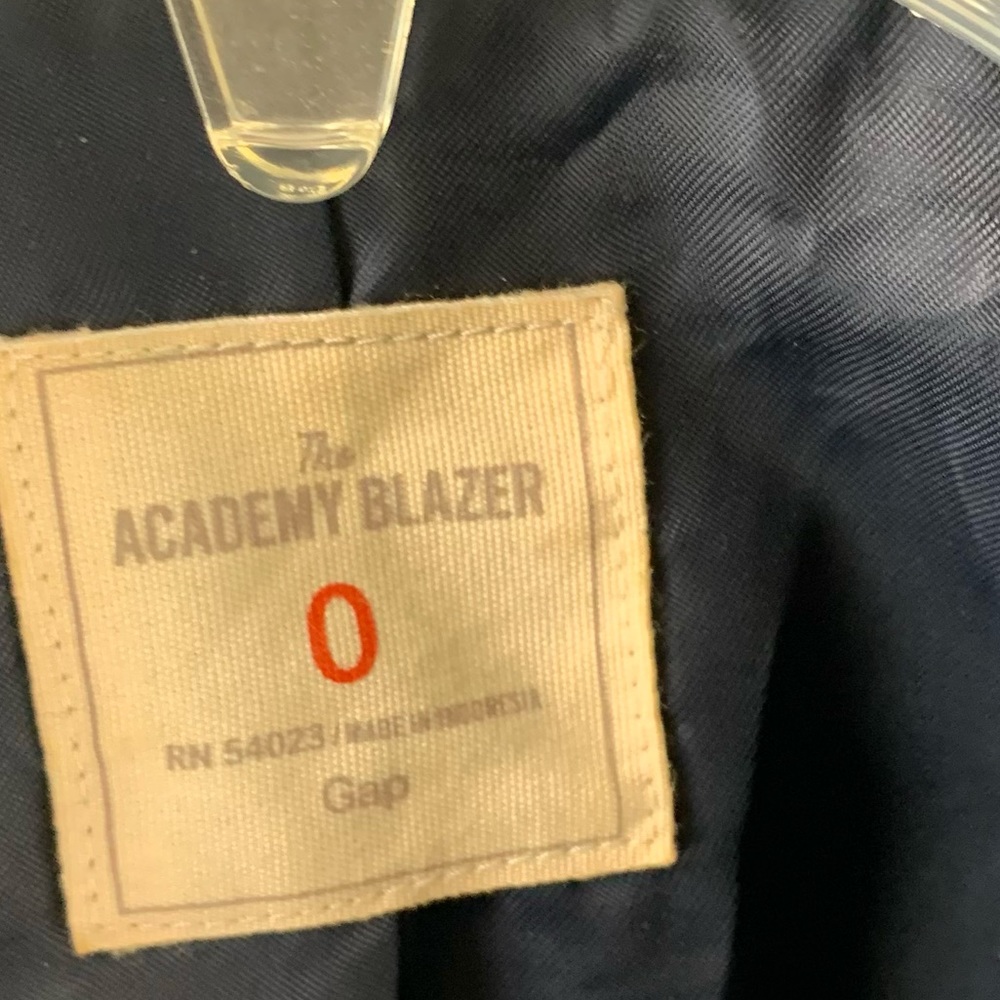 The
ACADEMY BLAZER
0
RN 54023 / MADE IN INDONESIA
Gap